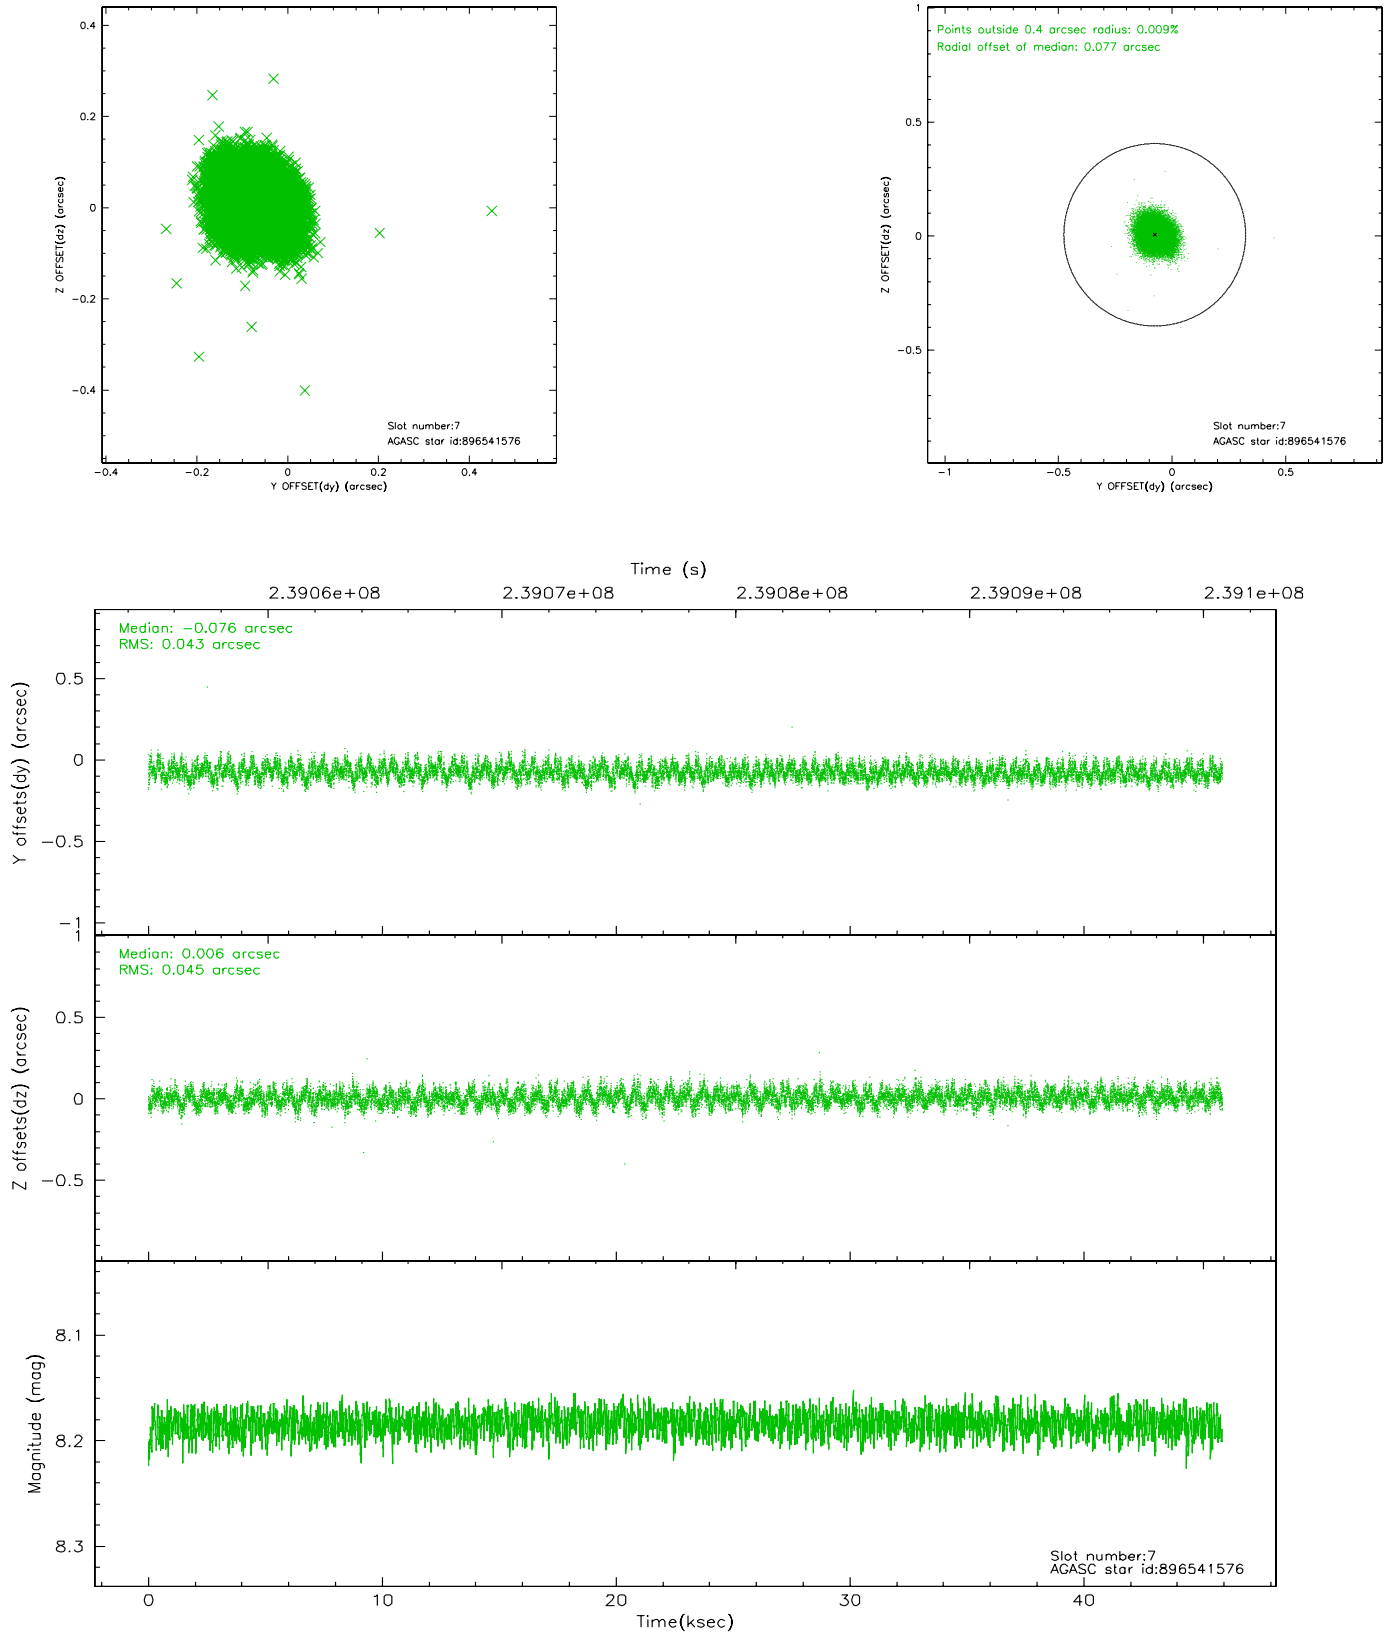 0.4
0.2
0
−0.2
−0.4
Z OFFSET(dz) (arcsec)
Slot number:7
AGASC star id:896541576
−0.4
−0.2
0
0.2
0.4
Y OFFSET(dy) (arcsec)
1
0.5
0
−0.5
Z OFFSET(dz) (arcsec)
Points outside 0.4 arcsec radius: 0.009%
Radial offset of median: 0.077 arcsec
Slot number:7
AGASC star id:896541576
−1
−0.5
0
0.5
Y OFFSET(dy) (arcsec)
Time (s)
2.3906e+08
2.3907e+08
2.3908e+08
2.3909e+08
2.391e+08
Median: −0.076 arcsec
RMS: 0.043 arcsec
0.5
0
−0.5
−1
Y offsets(dy) (arcsec)
Median: 0.006 arcsec
RMS: 0.045 arcsec
1
0.5
0
−0.5
Z offsets(dz) (arcsec)
8.1
8.2
8.3
Magnitude (mag)
Slot number:7
AGASC star id:896541576
0
10
20
30
40
Time(ksec)